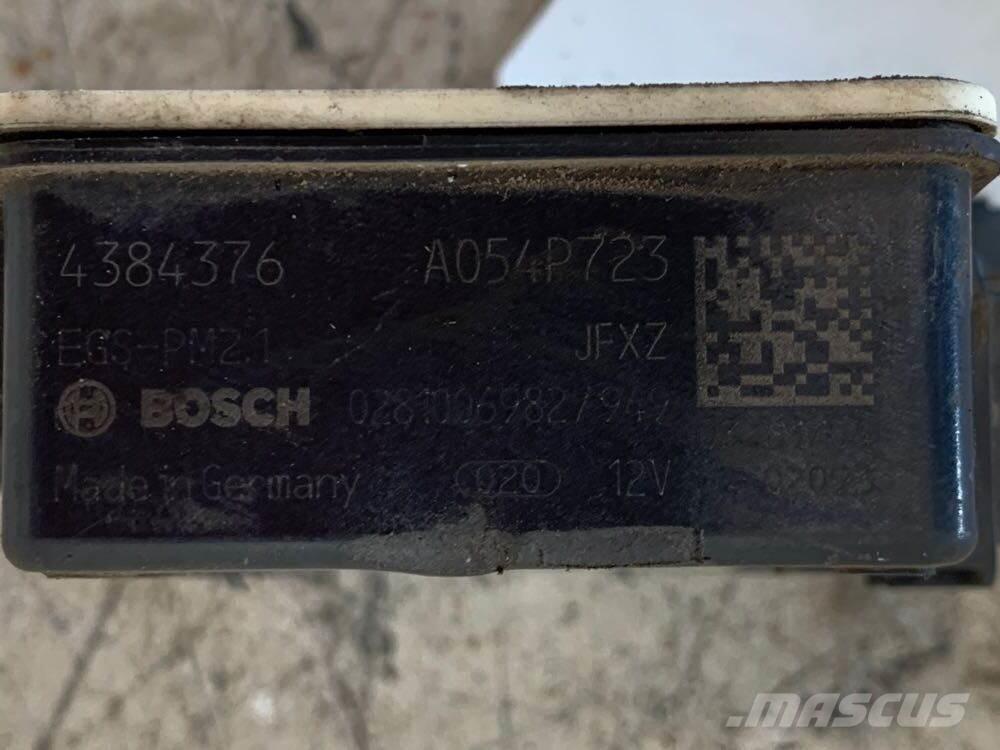 4384376 A054P723
EGS-PM2.1 JFXZ
BOSCH 0281006982/949
Made in Germany 020 12V
MASCUS